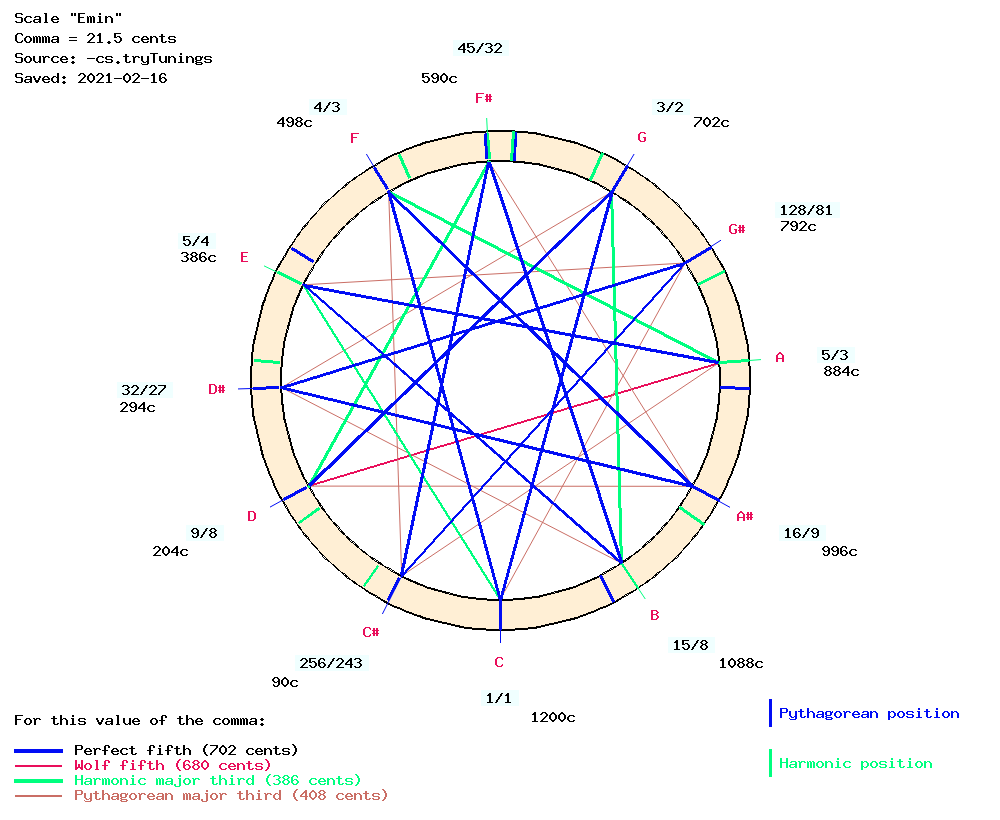 Scale "Emin"
Comma = 21.5 cents
Source: -cs.tryTunings
Saved: 2021-02-16
45/32
590c
F#
4/3
498c
F
3/2
702c
G
128/81
792c
G#
5/4
386c
E
5/3
884c
A
32/27
294c
D#
9/8
204c
D
16/9
996c
A#
256/243
90c
C#
15/8
1088c
B
C
1/1
1200c
For this value of the comma:
Perfect fifth (702 cents)
Wolf fifth (680 cents)
Harmonic major third (386 cents)
Pythagorean major third (408 cents)
Pythagorean position
Harmonic position